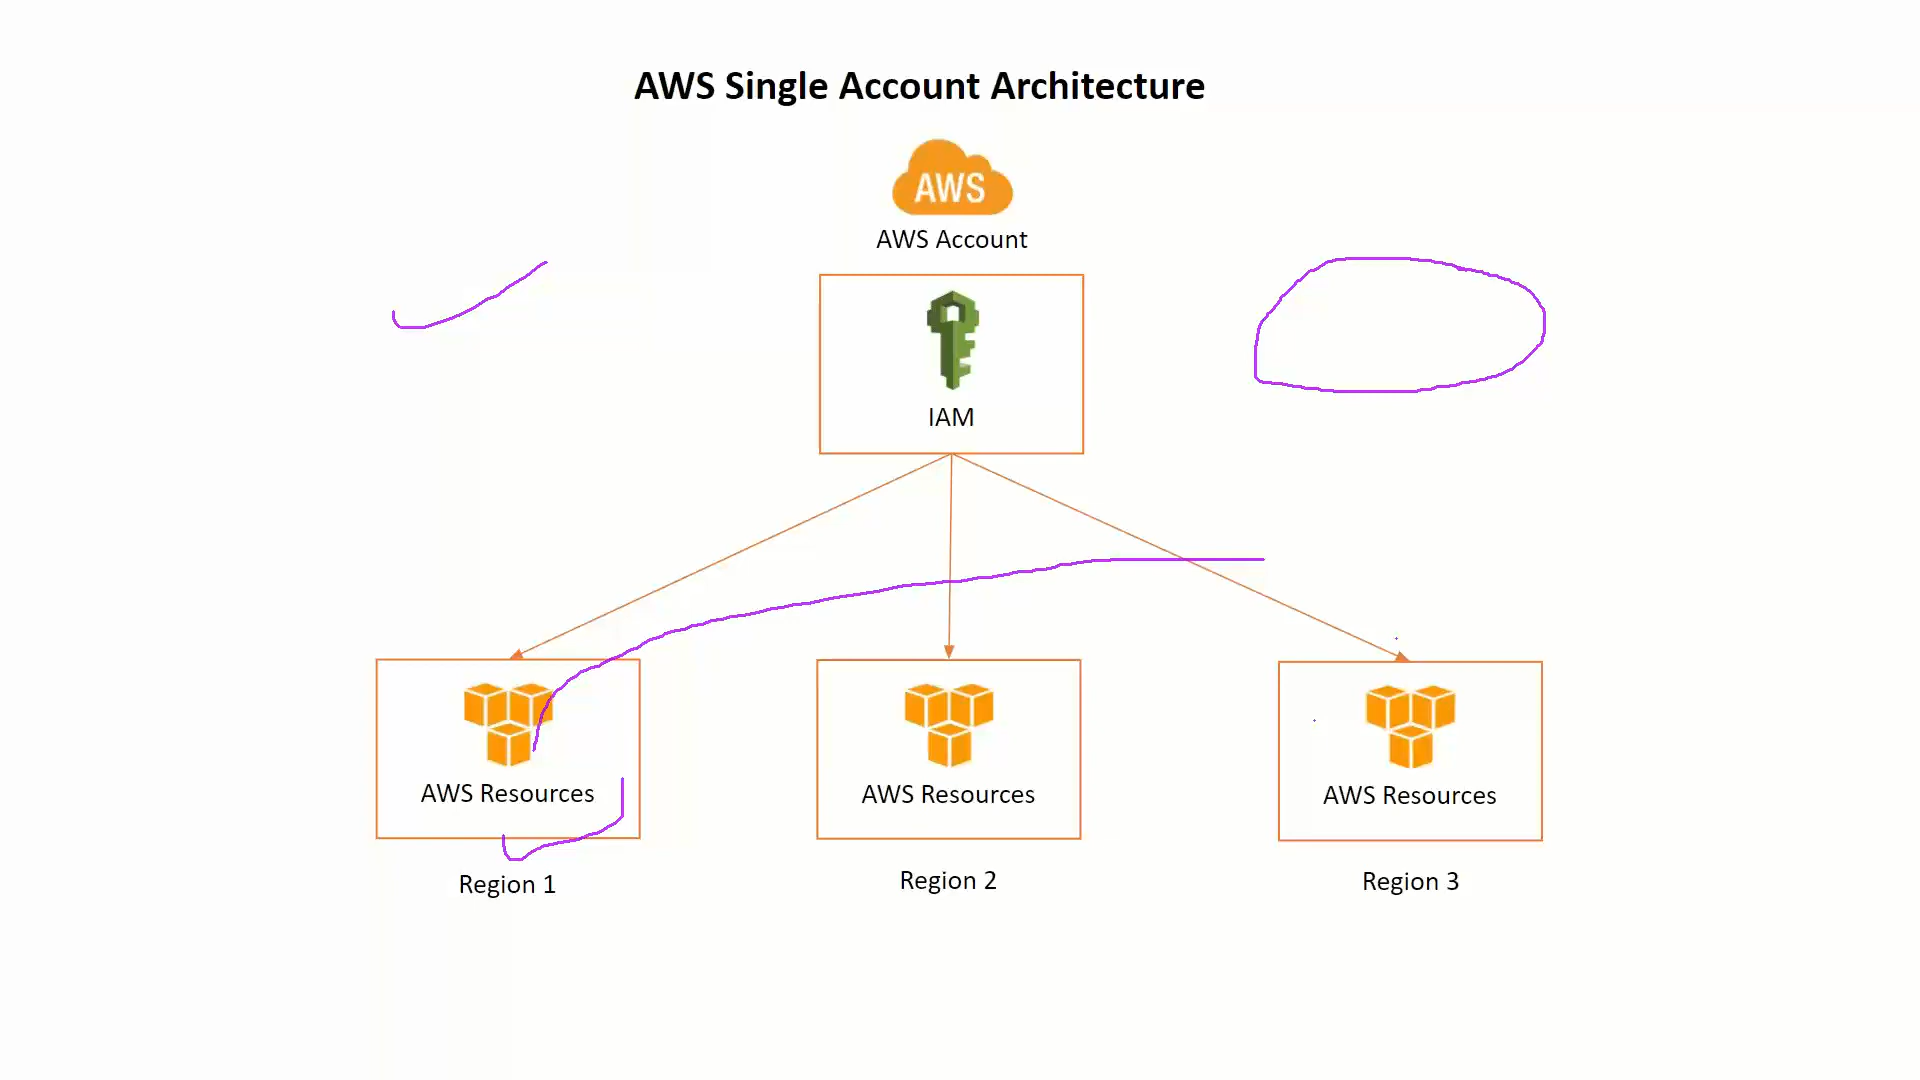 AWS Single Account Architecture
AWS
AWS Account
IAM
AWS Resources
AWS Resources
AWS Resources
Region 1
Region 2
Region 3